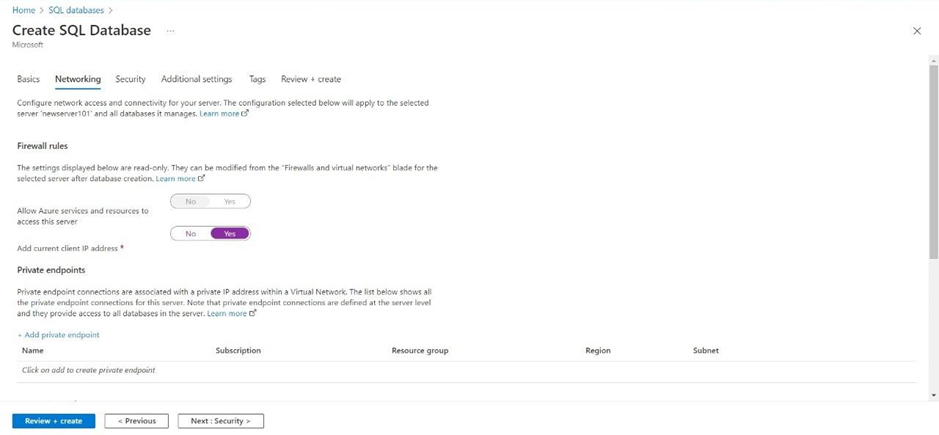 Home > SQL databases >
Create SQL Database ...
Microsoft
Basics Networking Security Additional settings Tags Review + create
Configure network access and connectivity for your server. The configuration selected below will apply to the selected
server 'newserver101' and all databases it manages. Learn more
Firewall rules
The settings displayed below are read-only. They can be modified from the "Firewalls and virtual networks" blade for the
selected server after database creation. Learn more
No Yes
Allow Azure services and resources to
access this server
No Yes
Add current client IP address *
Private endpoints
Private endpoint connections are associated with a private IP address within a Virtual Network. The list below shows all
the private endpoint connections for this server. Note that private endpoint connections are defined at the server level
and they provide access to all databases in the server. Learn more
+ Add private endpoint
Name Subscription Resource group Region Subnet
Click on add to create private endpoint
Review + create < Previous Next : Security >